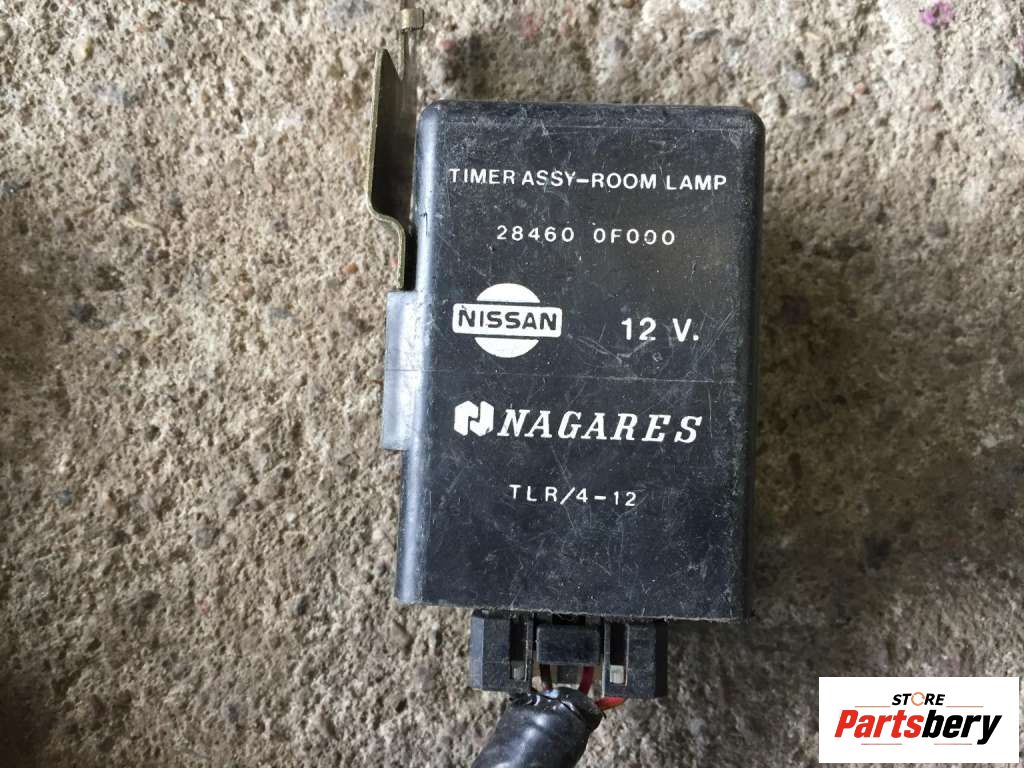 TIMER ASSY-ROOM LAMP
28460 0F000
NISSAN
12 V.
NAGARES
TLR/4-12
STORE
Partsbery